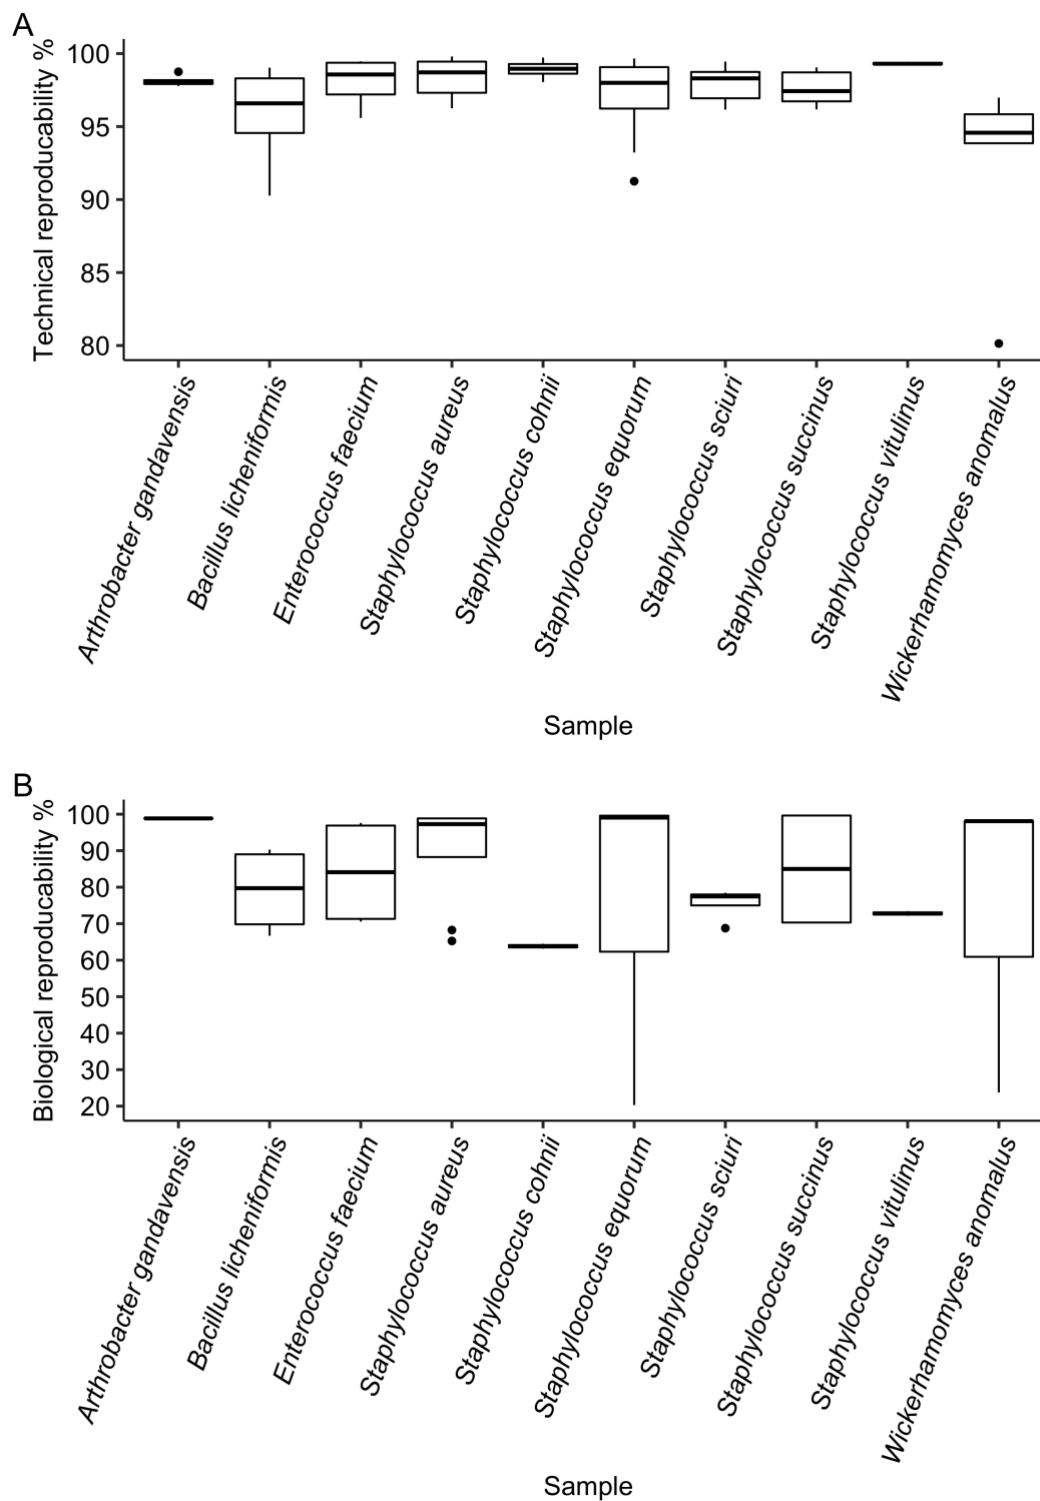 A
Technical reproducability %
100
95
90
85
80
Arthrobacter gandavensis
Bacillus licheniformis
Enterococcus faecium
Staphylococcus aureus
Staphylococcus cohnii
Staphylococcus equorum
Staphylococcus sciuri
Staphylococcus succinus
Staphylococcus vitulinus
Wickerhamomyces anomalus
Sample
B
Biological reproducability %
100
90
80
70
60
50
40
30
20
Arthrobacter gandavensis
Bacillus licheniformis
Enterococcus faecium
Staphylococcus aureus
Staphylococcus cohnii
Staphylococcus equorum
Staphylococcus sciuri
Staphylococcus succinus
Staphylococcus vitulinus
Wickerhamomyces anomalus
Sample